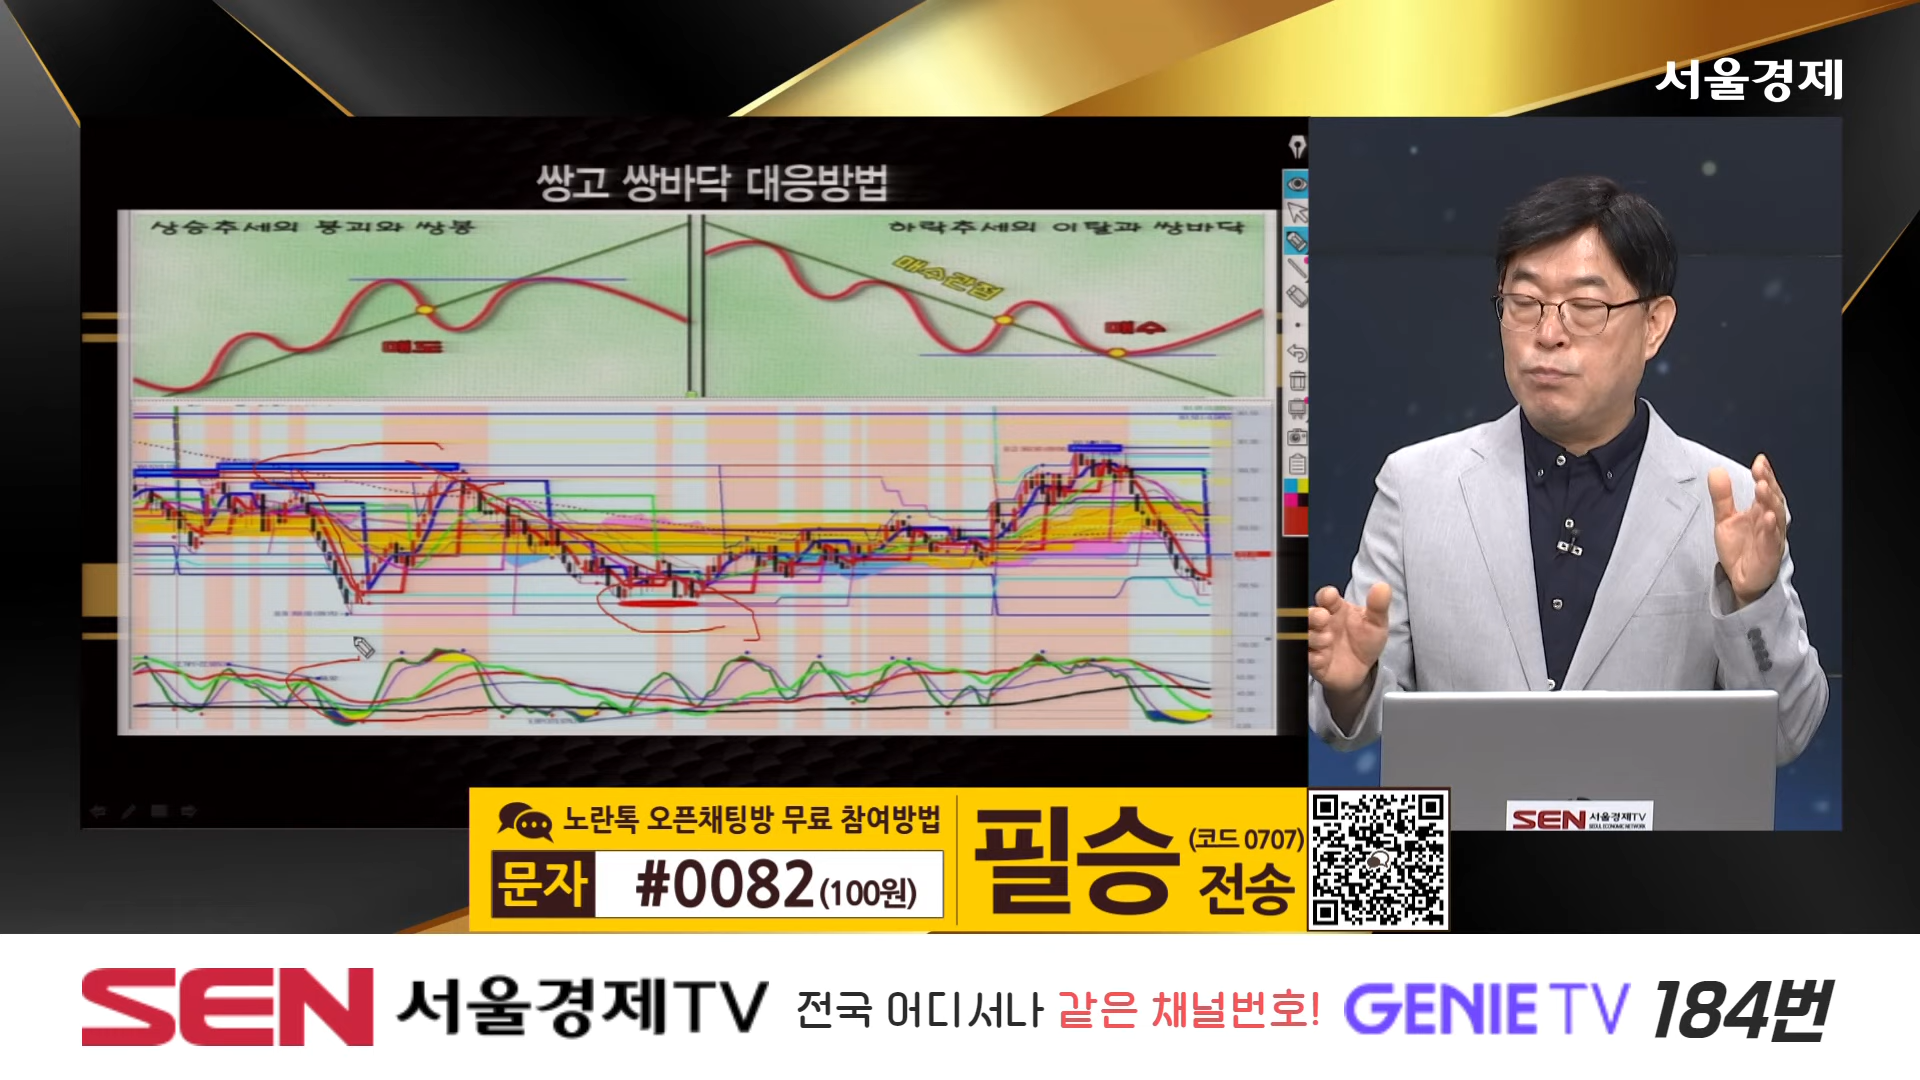 서울경제
쌍고 쌍바닥 대응방법
상승추세의 붕괴와 쌍봉
하락추세의 이탈과 쌍바닥
매수관점
매도
매수
노란톡 오픈채팅방 무료 참여방법
문자 #0082(100원)
필승 (코드 0707)
전송
SEN 서울경제TV
SEN 서울경제TV 전국 어디서나 같은 채널번호! GENIE TV 184번